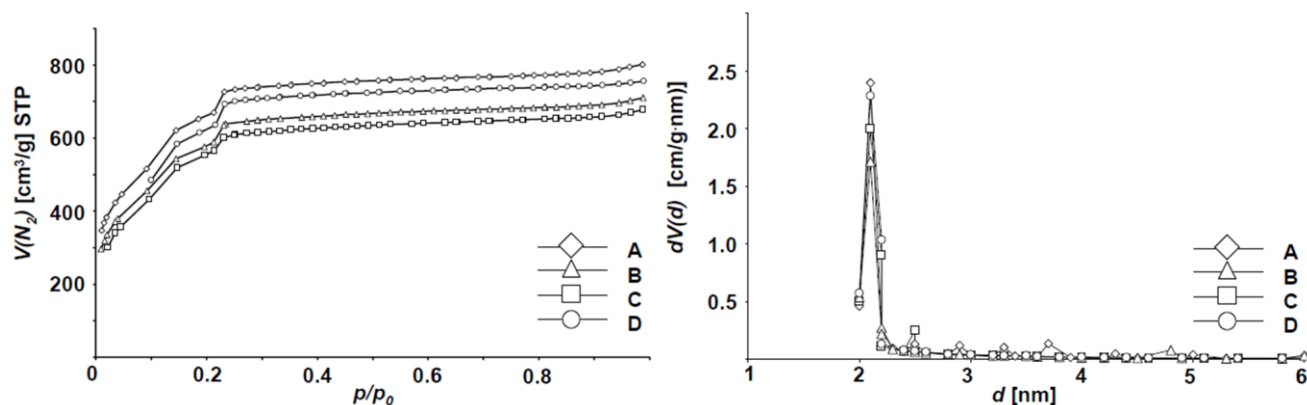 V(N₂) [cm³/g] STP
800
600
400
200
0
0.2
0.4
0.6
0.8
p/p₀
A
B
C
D
dV(d) [cm/g·nm)]
2.5
2.0
1.5
1.0
0.5
1
2
3
4
5
6
d [nm]
A
B
C
D